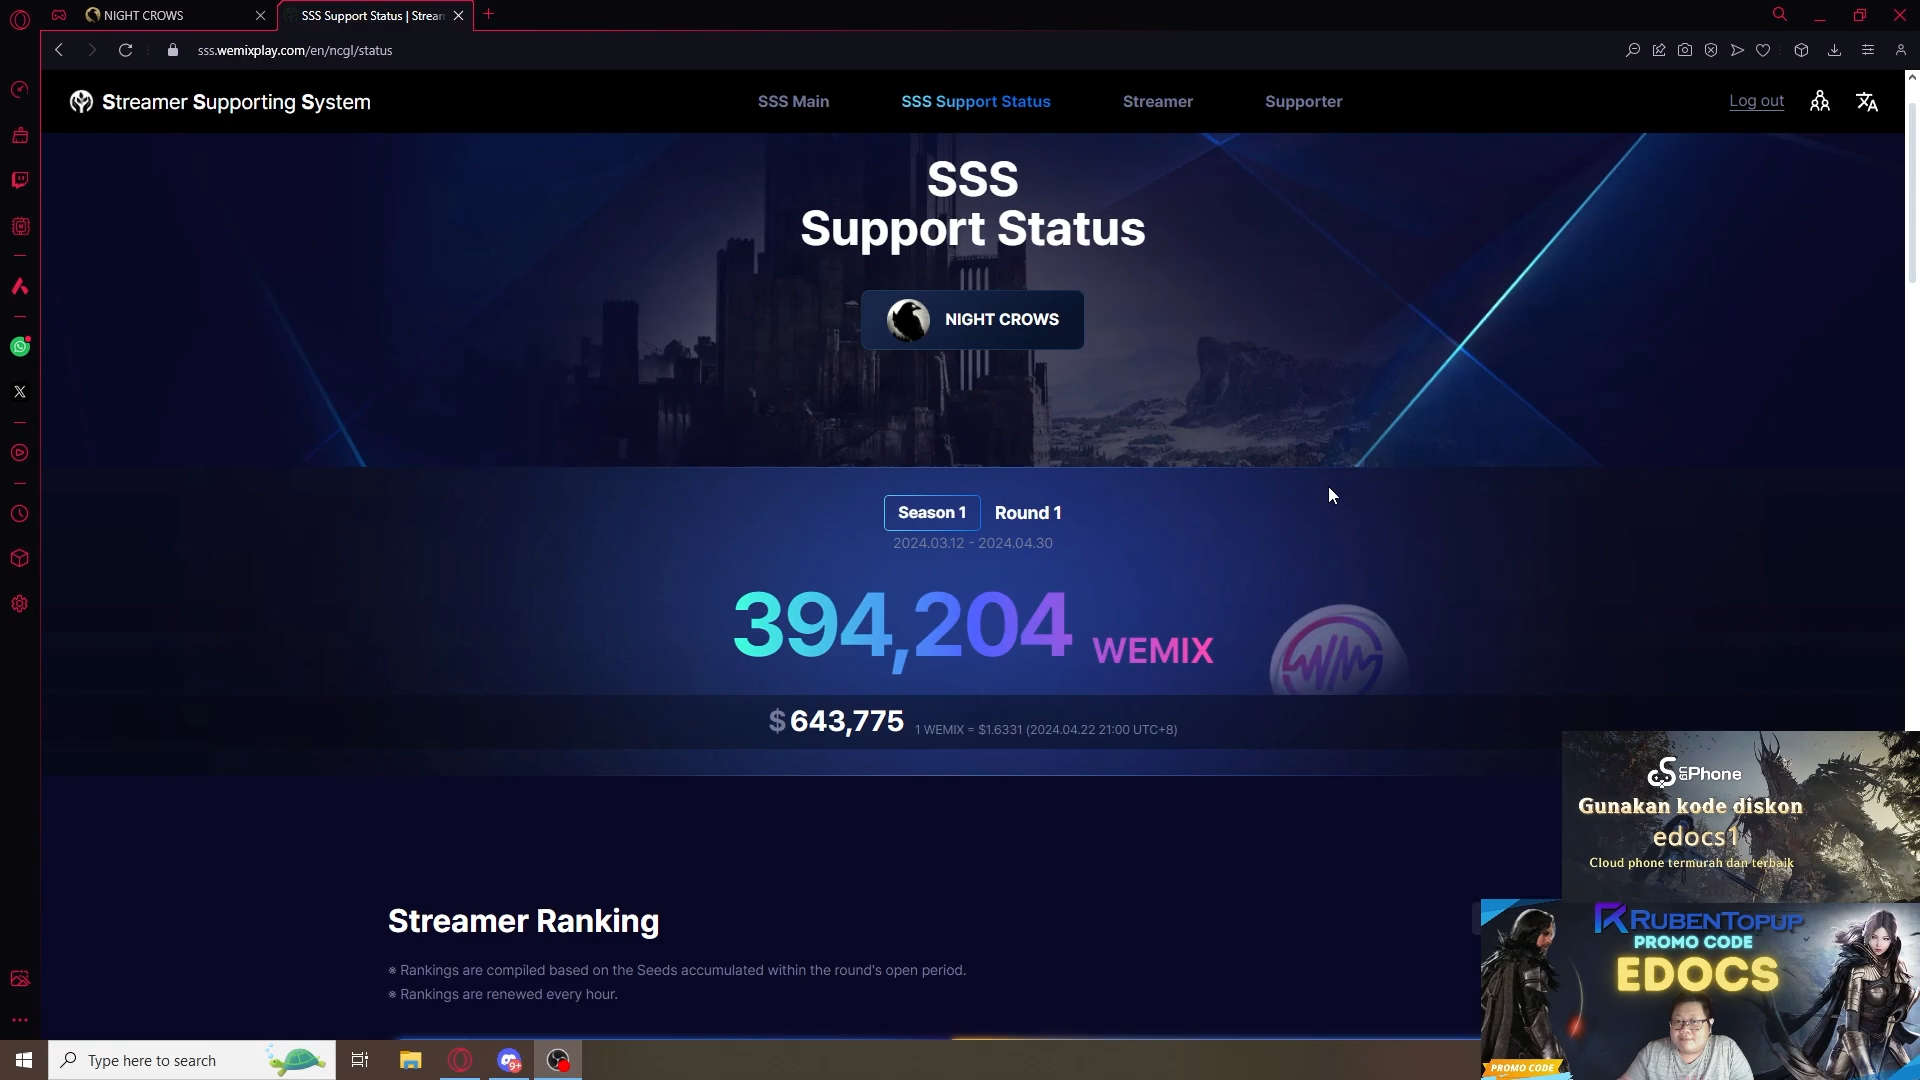 NIGHT CROWS
SSS Support Status | Stream
sss.wemixplay.com/en/ncgl/status
Streamer Supporting System
SSS Main
SSS Support Status
Streamer
Supporter
Log out
SSS
Support Status
NIGHT CROWS
Season 1
Round 1
2024.03.12 - 2024.04.30
394,204 WEMIX
$643,775
1 WEMIX = $1.6331 (2024.04.22 21:00 UTC+8)
Streamer Ranking
※ Rankings are compiled based on the Seeds accumulated within the round's open period.
※ Rankings are renewed every hour.
Phone
Gunakan kode diskon
edocs1
Cloud phone termurah dan terbaik
RUBENTOPUP
PROMO CODE
EDOCS
PROMO CODE
Type here to search
9+